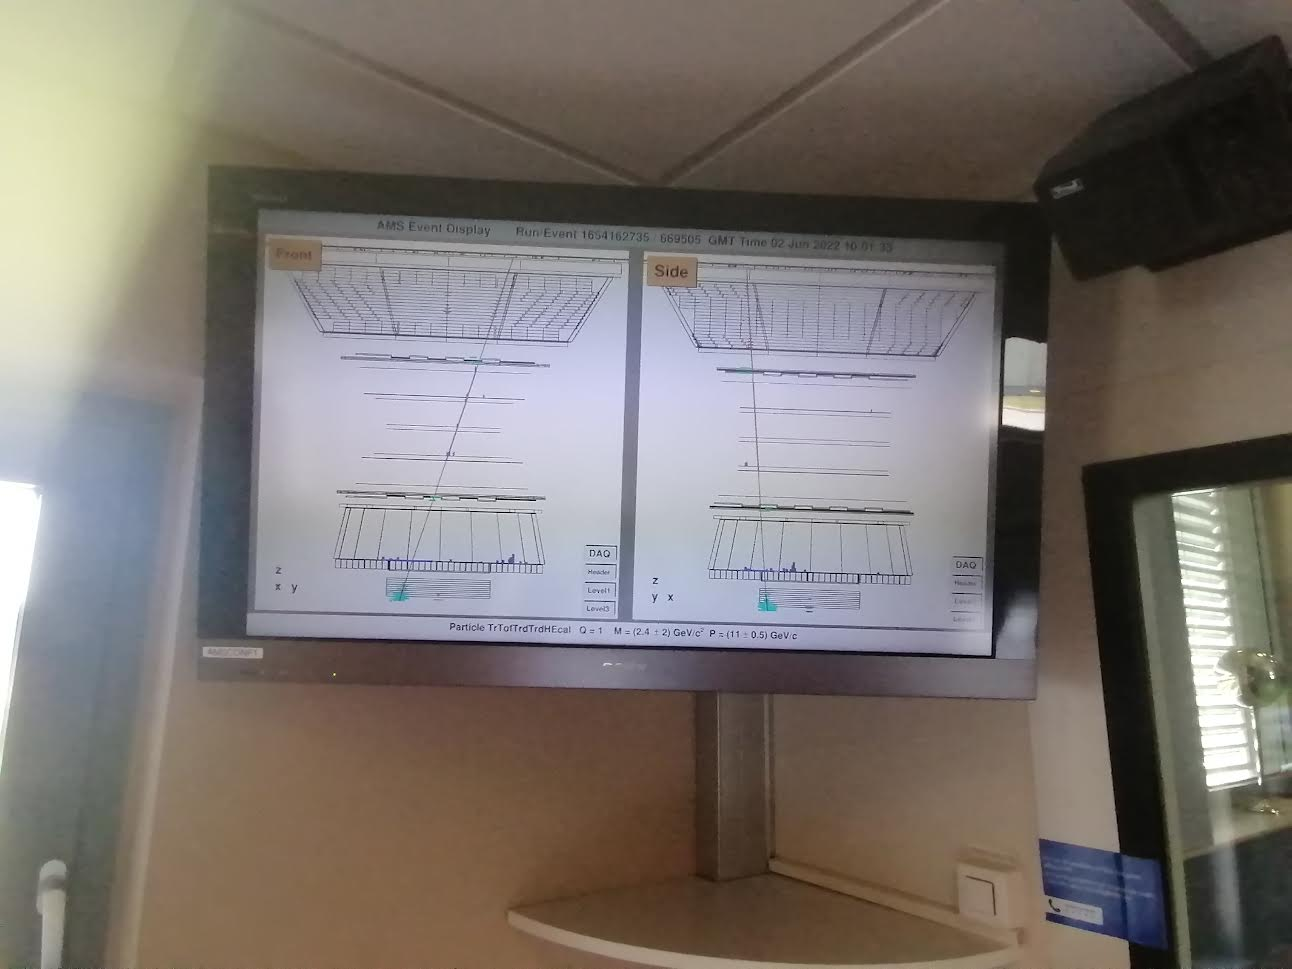 AMS Event Display Run-Event 1654162735 / 669505 GMT Time 02 Jun 2022 10:01:33
Front
Side
DAQ
Header
Level1
Level3
z
x y
DAQ
Header
z
y x
Particle TrTofTrdTrdHEcal Q = 1 M = (2.4 ± 2) GeV/c² P = (11 ± 0.5) GeV/c